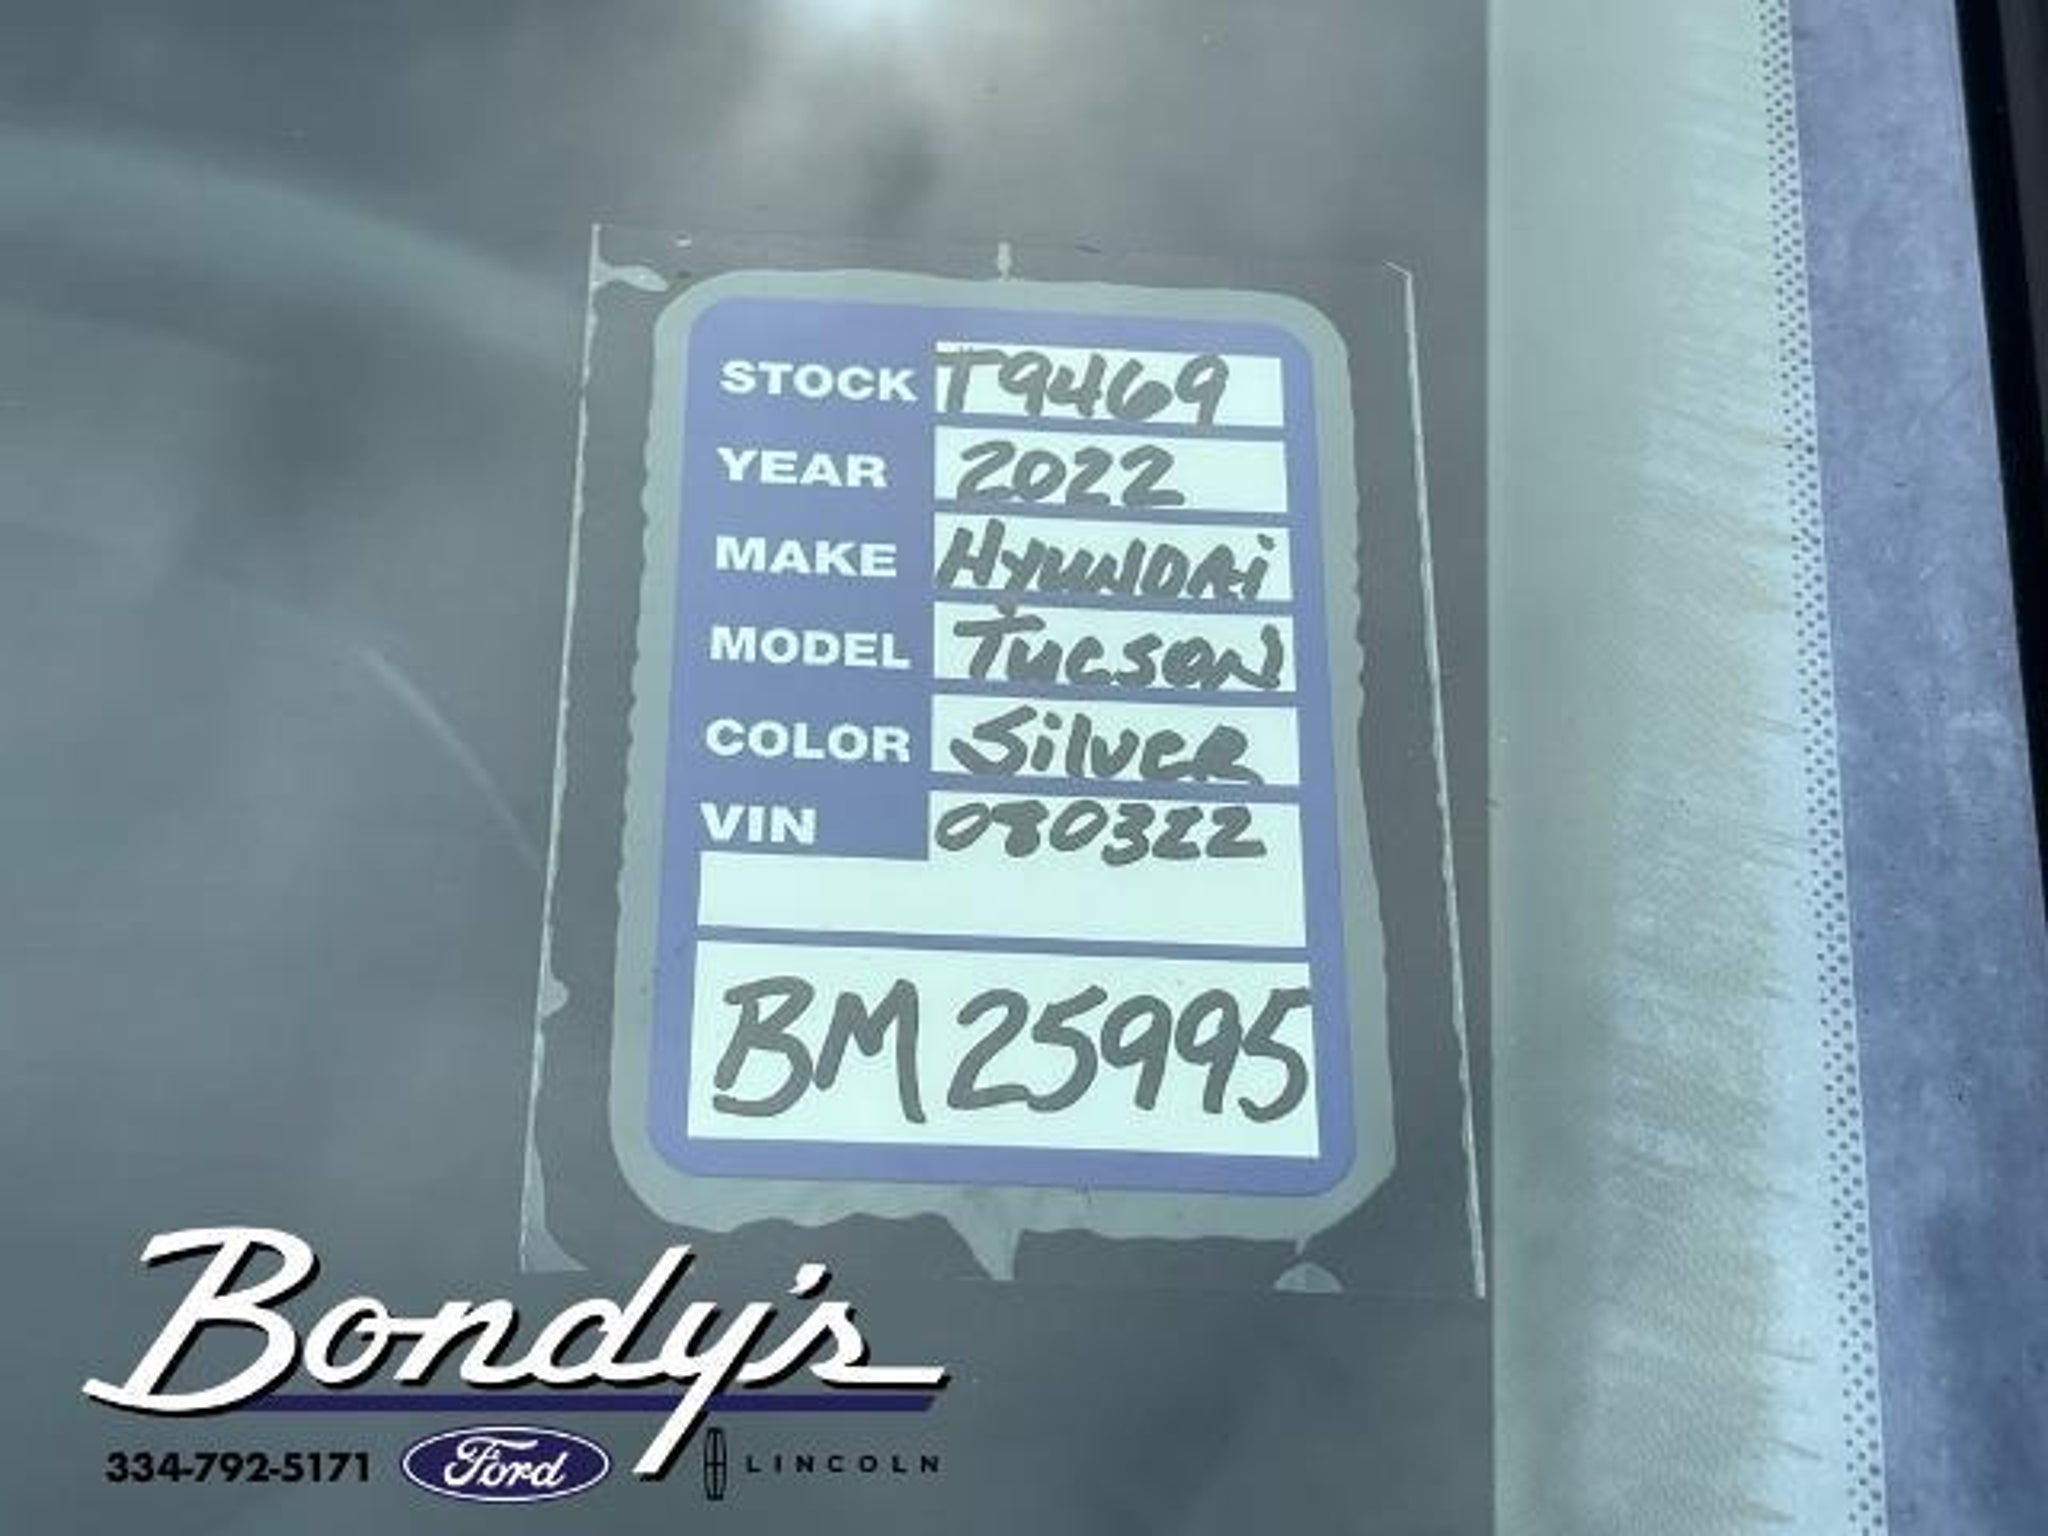 STOCK T9469
YEAR 2022
MAKE HYUNDAi
MODEL TucsoN
COLOR SilveR
VIN 080322
BM 25995
Bondy's
334-792-5171 Ford LINCOLN